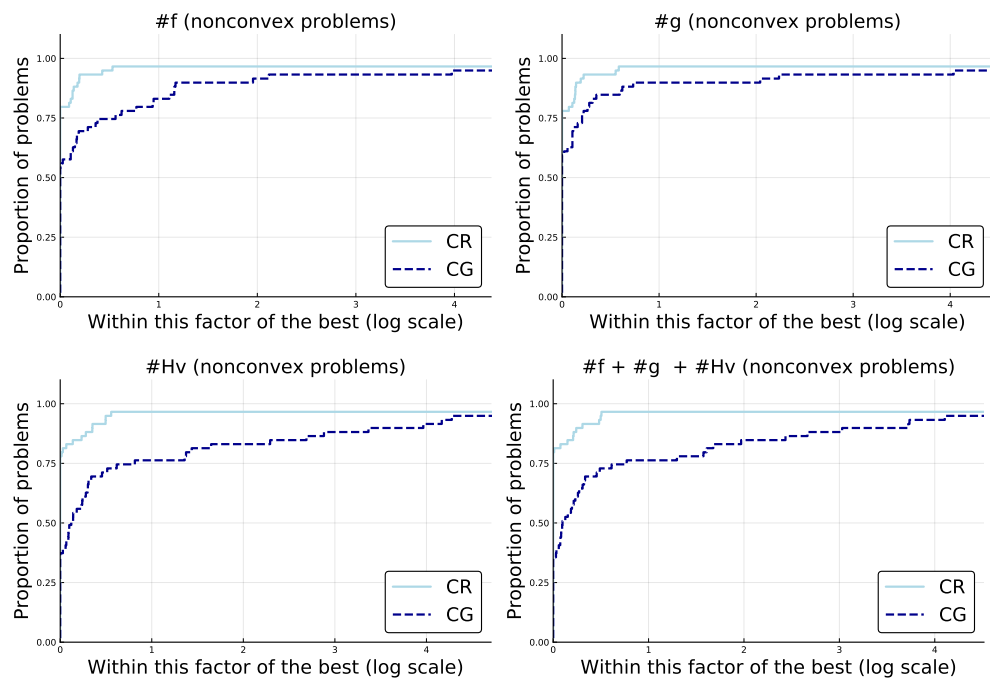 #f (nonconvex problems)
Proportion of problems
1.00
0.75
0.50
0.25
0.00
0 1 2 3 4
Within this factor of the best (log scale)
CR
CG
#g (nonconvex problems)
Proportion of problems
1.00
0.75
0.50
0.25
0.00
0 1 2 3 4
Within this factor of the best (log scale)
CR
CG
#Hv (nonconvex problems)
Proportion of problems
1.00
0.75
0.50
0.25
0.00
0 1 2 3 4
Within this factor of the best (log scale)
CR
CG
#f + #g  + #Hv (nonconvex problems)
Proportion of problems
1.00
0.75
0.50
0.25
0.00
0 1 2 3 4
Within this factor of the best (log scale)
CR
CG